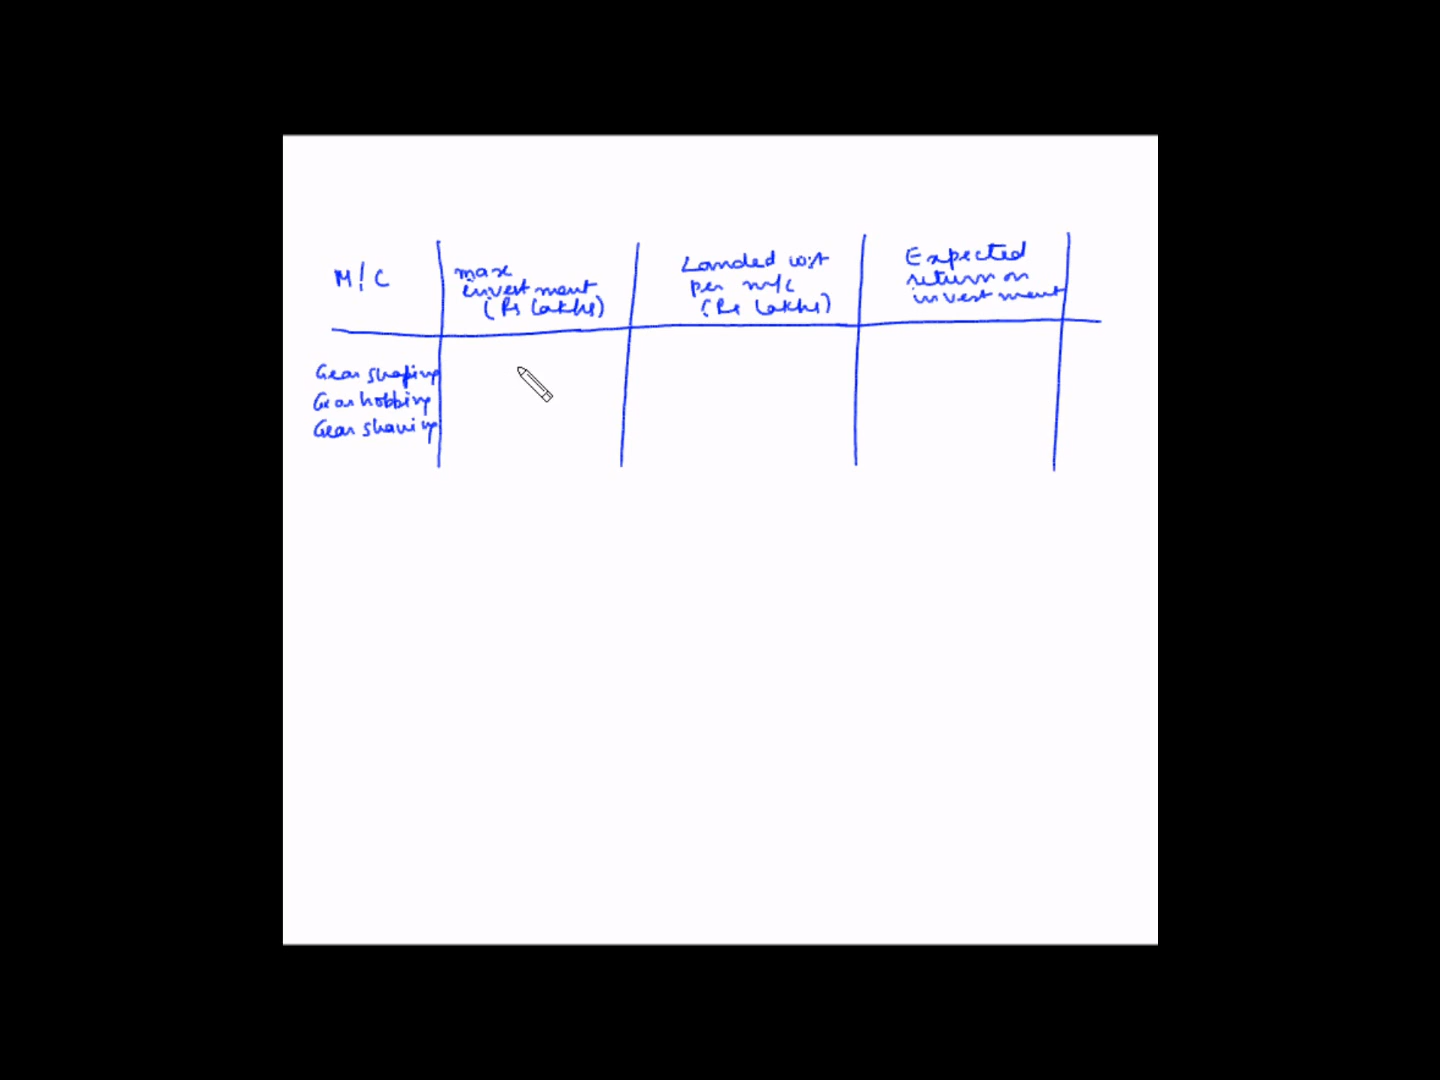 M/C
max
investment
(Rs Lakhs)
Landed cost
per m/c
(Rs Lakhs)
Expected
return on
investment
Gear shaping
Gear hobbing
Gear shaving